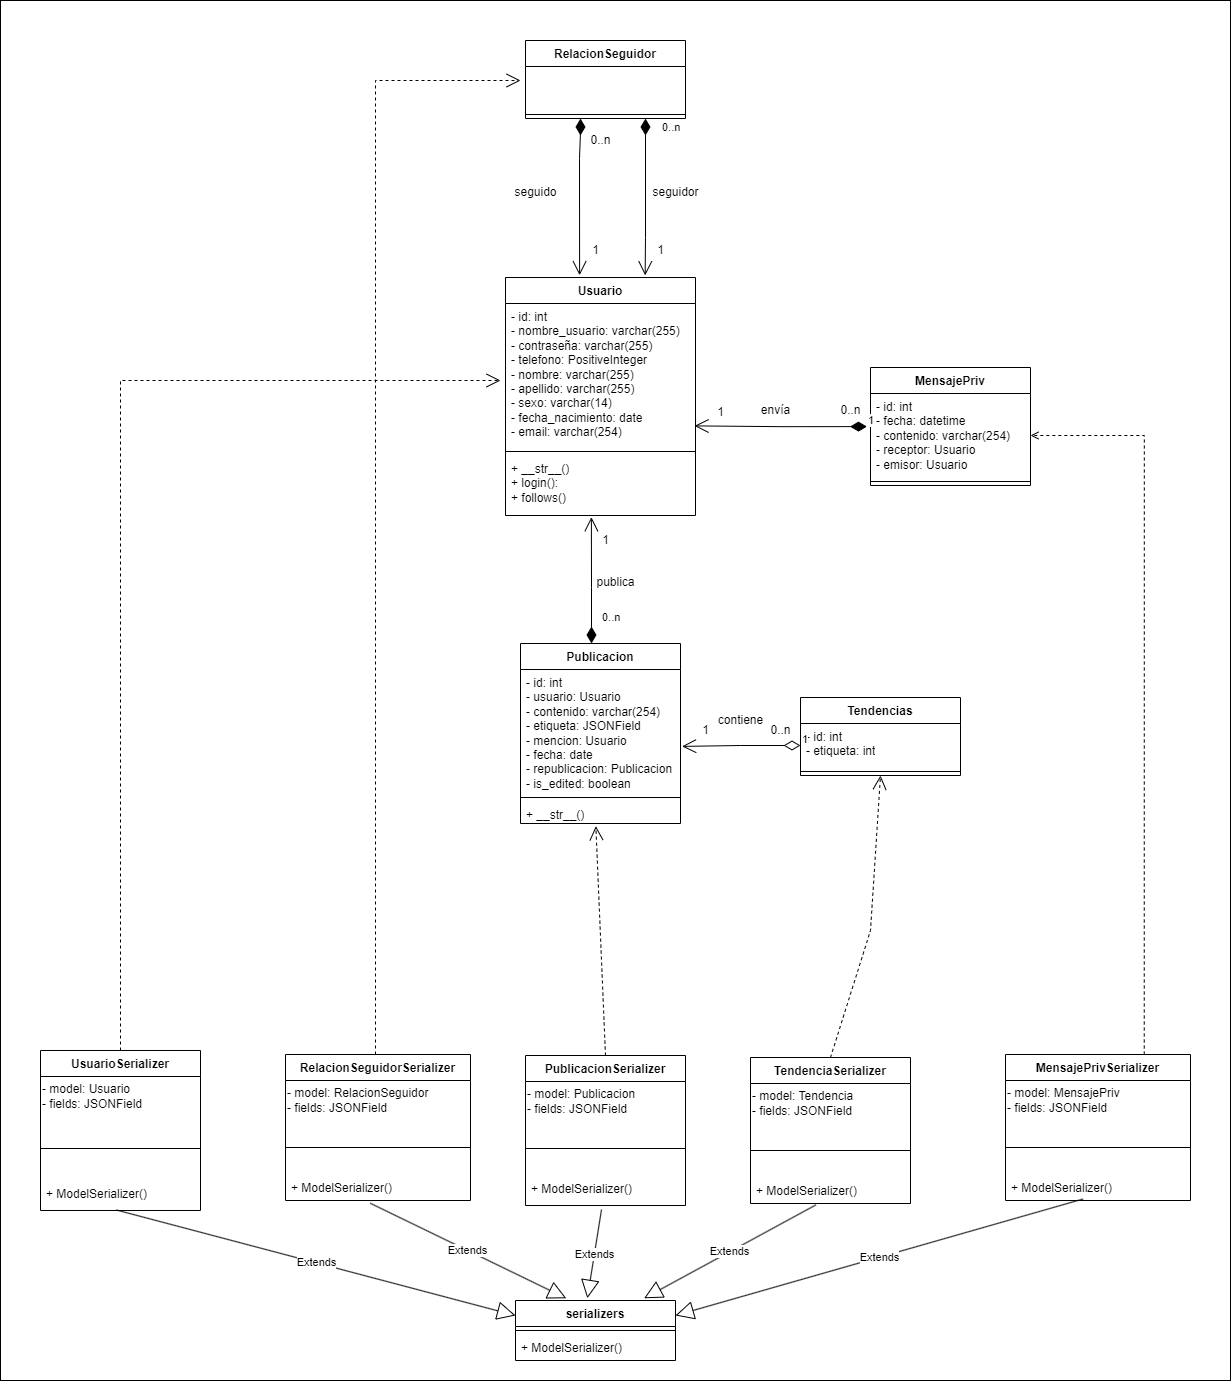 RelacionSeguidor
0..n
0..n
seguido
seguidor
1
1
Usuario
- id: int
- nombre_usuario: varchar(255)
- contraseña: varchar(255)
- telefono: PositiveInteger
- nombre: varchar(255)
- apellido: varchar(255)
- sexo: varchar(14)
- fecha_nacimiento: date
- email: varchar(254)
+ __str__()
+ login():
+ follows()
1
envía
0..n
1
MensajePriv
- id: int
- fecha: datetime
- contenido: varchar(254)
- receptor: Usuario
- emisor: Usuario
1
publica
0..n
Publicacion
- id: int
- usuario: Usuario
- contenido: varchar(254)
- etiqueta: JSONField
- mencion: Usuario
- fecha: date
- republicacion: Publicacion
- is_edited: boolean
+ __str__()
1
contiene
0..n
1
Tendencias
- id: int
- etiqueta: int
UsuarioSerializer
- model: Usuario
- fields: JSONField
+ ModelSerializer()
RelacionSeguidorSerializer
- model: RelacionSeguidor
- fields: JSONField
+ ModelSerializer()
PublicacionSerializer
- model: Publicacion
- fields: JSONField
+ ModelSerializer()
TendenciaSerializer
- model: Tendencia
- fields: JSONField
+ ModelSerializer()
MensajePrivSerializer
- model: MensajePriv
- fields: JSONField
+ ModelSerializer()
Extends
Extends
Extends
Extends
Extends
serializers
+ ModelSerializer()